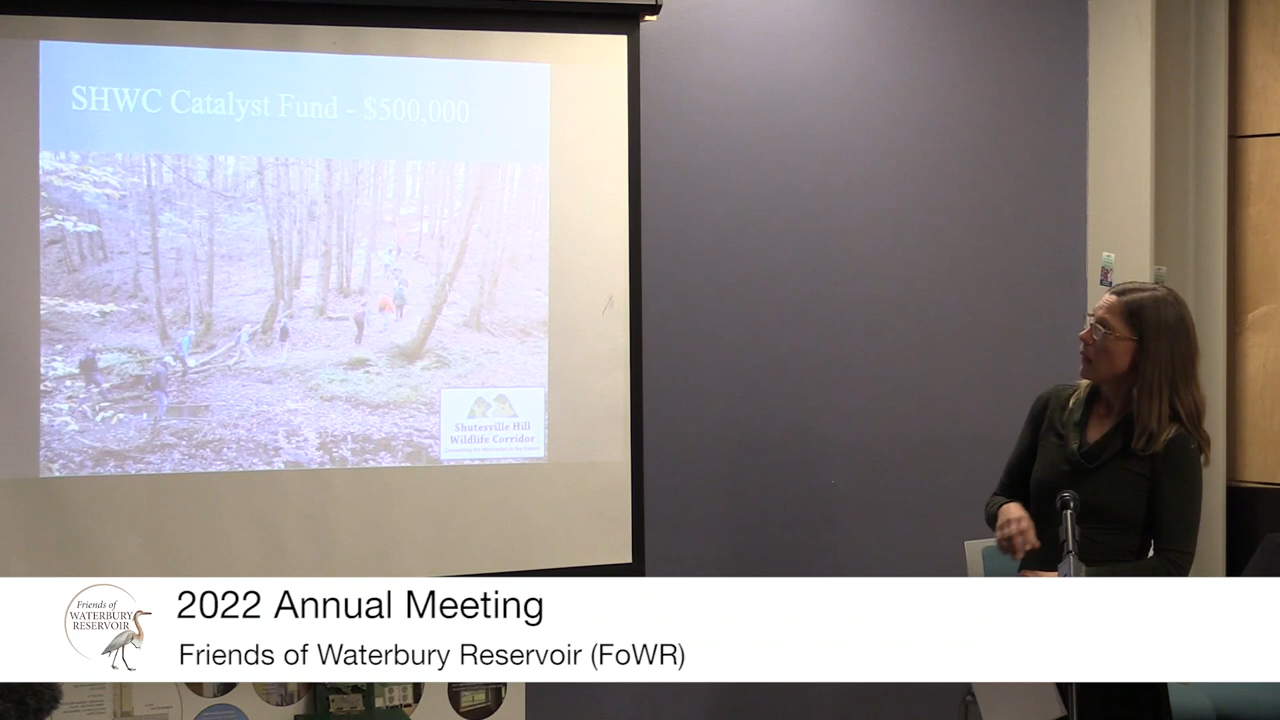 SHWC Catalyst Fund - $500,000
Shutesville Hill
Wildlife Corridor
Friends of
WATERBURY
RESERVOIR
2022 Annual Meeting
Friends of Waterbury Reservoir (FoWR)